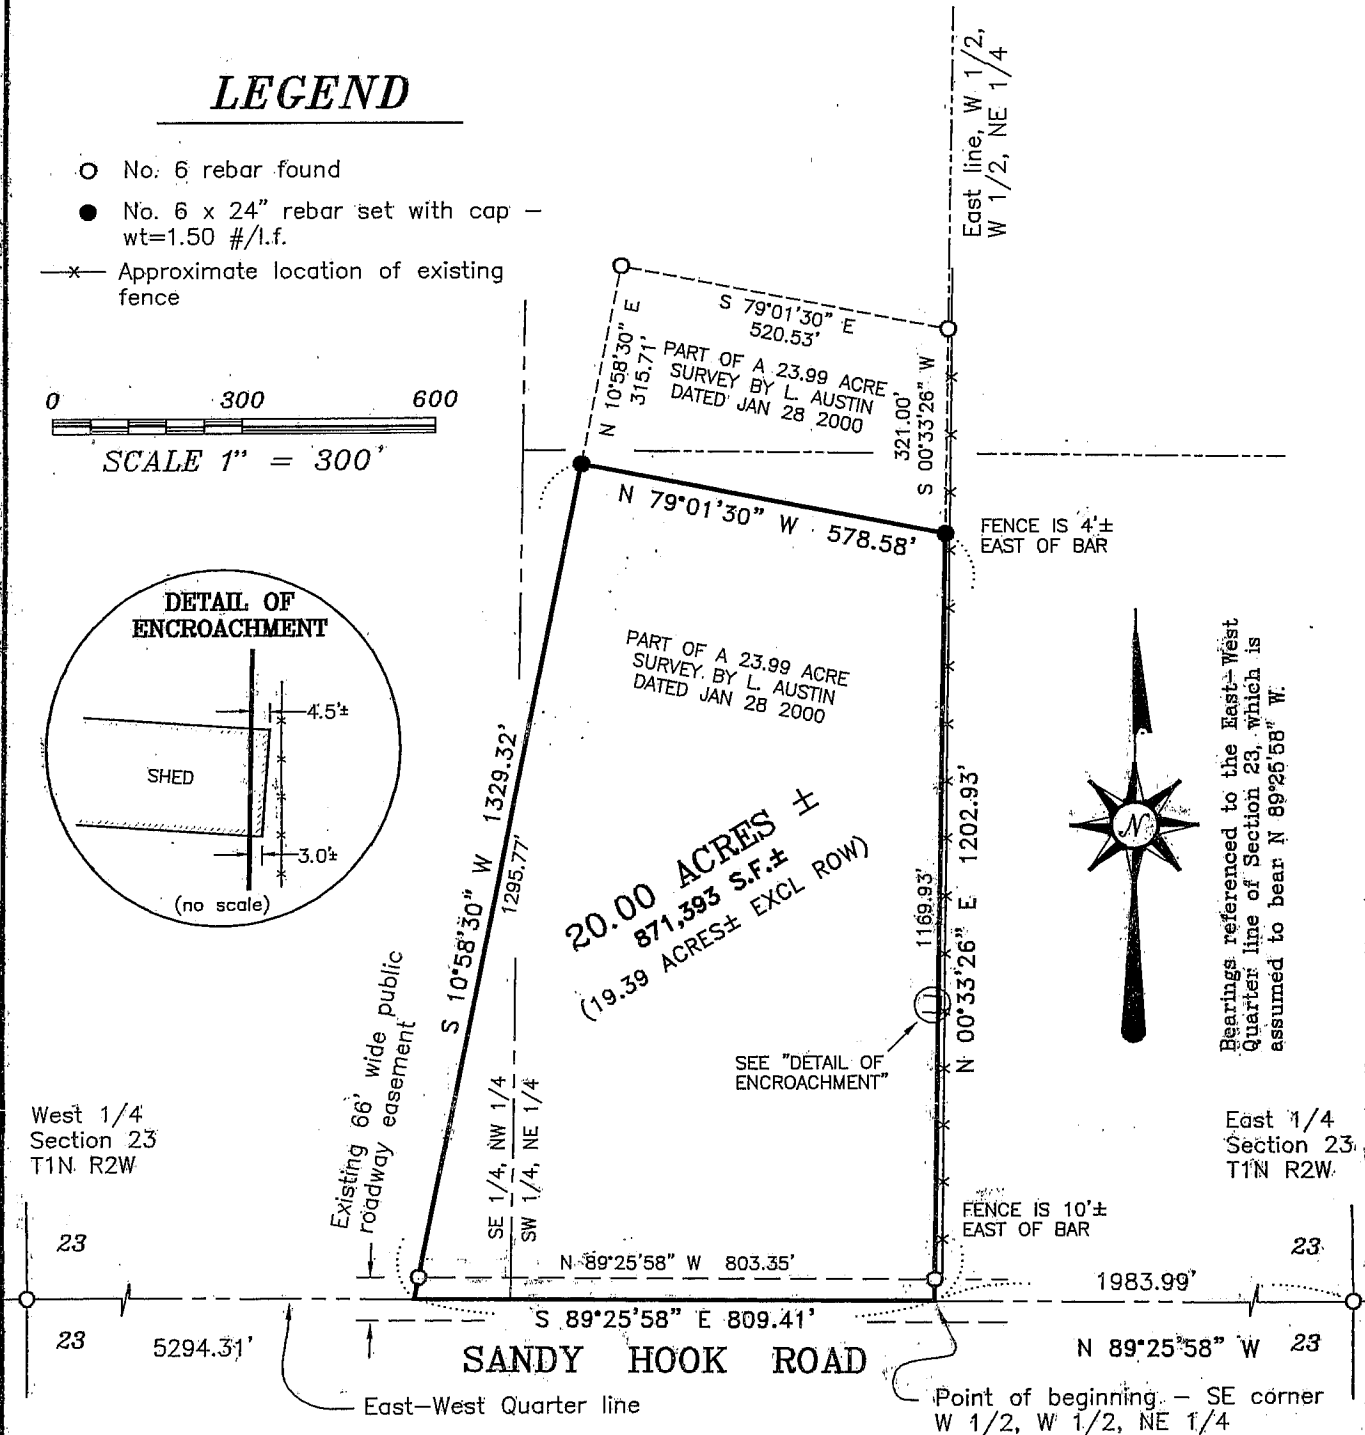 LEGEND
No. 6 rebar found
No. 6 x 24" rebar set with cap –
wt=1.50 #/l.f.
Approximate location of existing
fence
0 300 600
SCALE 1" = 300'
East line, W 1/2,
W 1/2, NE 1/4
S 79°01'30" E
520.53'
N 10°58'30" E
315.71'
PART OF A 23.99 ACRE
SURVEY BY L. AUSTIN
DATED JAN 28 2000
321.00'
S 00°33'26" W
N 79°01'30" W 578.58'
FENCE IS 4'±
EAST OF BAR
DETAIL OF
ENCROACHMENT
4.5'±
SHED
3.0'±
(no scale)
PART OF A 23.99 ACRE
SURVEY BY L. AUSTIN
DATED JAN 28 2000
S 10°58'30" W 1329.32'
1295.77'
20.00 ACRES ±
871,393 S.F.±
(19.39 ACRES± EXCL ROW)
1169.93'
N 00°33'26" E 1202.93'
N
Bearings referenced to the East-West
Quarter line of Section 23, which is
assumed to bear N 89°25'58" W.
SEE "DETAIL OF
ENCROACHMENT"
Existing 66' wide public
roadway easement
SE 1/4, NW 1/4
SW 1/4, NE 1/4
West 1/4
Section 23
T1N R2W
East 1/4
Section 23
T1N R2W
FENCE IS 10'±
EAST OF BAR
23
23
N 89°25'58" W 803.35'
1983.99'
S 89°25'58" E 809.41'
23
5294.31'
N 89°25'58" W
23
SANDY HOOK ROAD
East–West Quarter line
Point of beginning – SE corner
W 1/2, W 1/2, NE 1/4